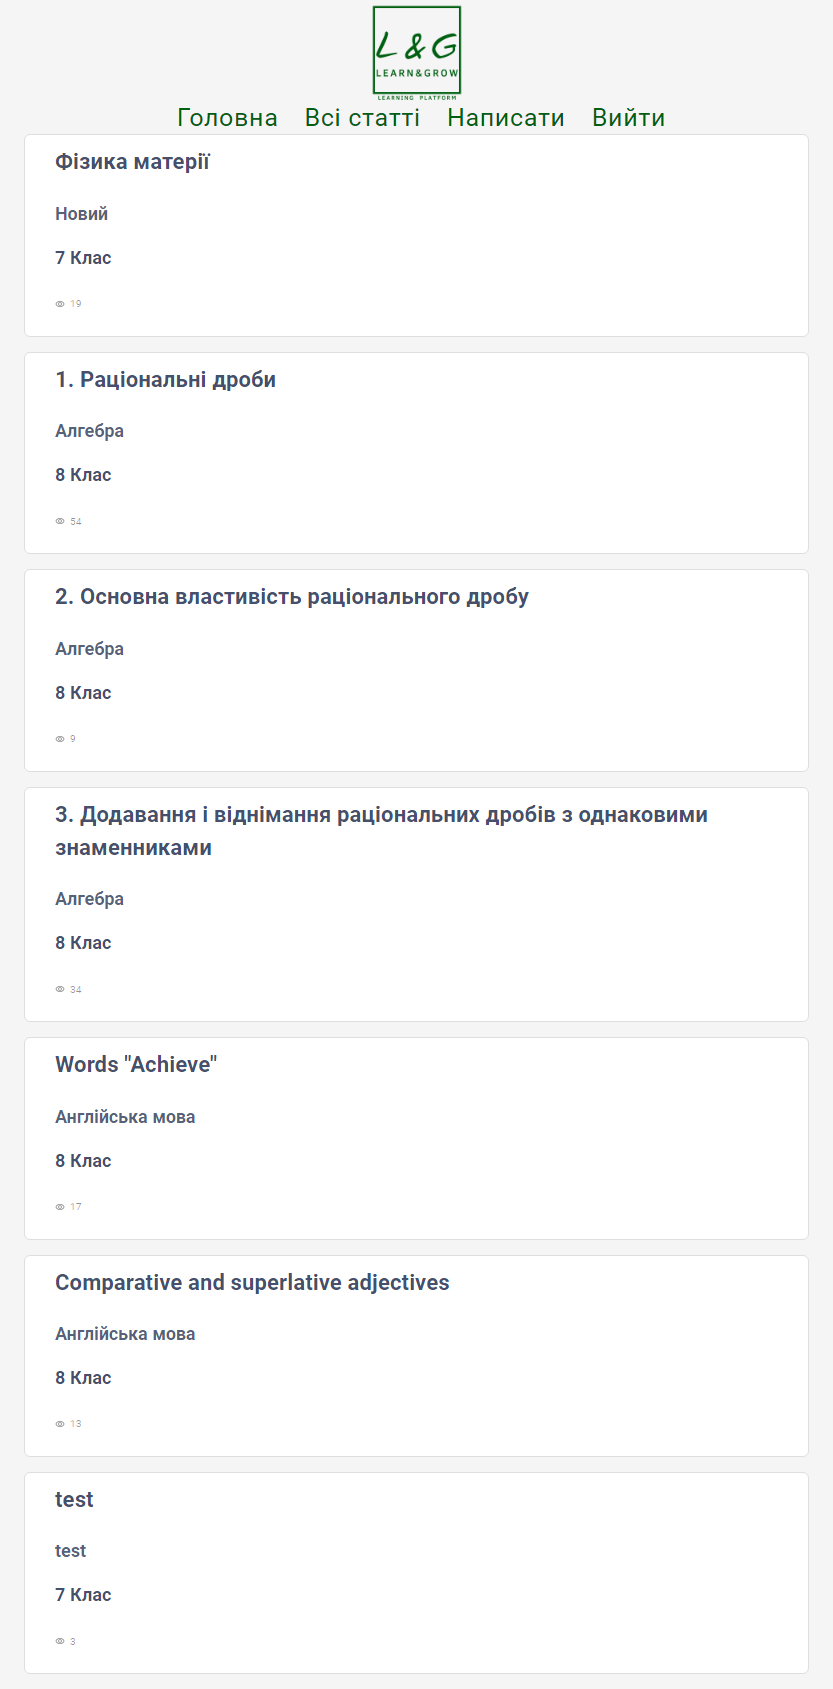 L & G
LEARN&GROW
LEARNING PLATFORM
Головна Всі статті Написати Вийти
Фізика матерії
Новий
7 Клас
19
1. Раціональні дроби
Алгебра
8 Клас
54
2. Основна властивість раціонального дробу
Алгебра
8 Клас
9
3. Додавання і віднімання раціональних дробів з однаковими
знаменниками
Алгебра
8 Клас
34
Words "Achieve"
Англійська мова
8 Клас
17
Comparative and superlative adjectives
Англійська мова
8 Клас
13
test
test
7 Клас
3